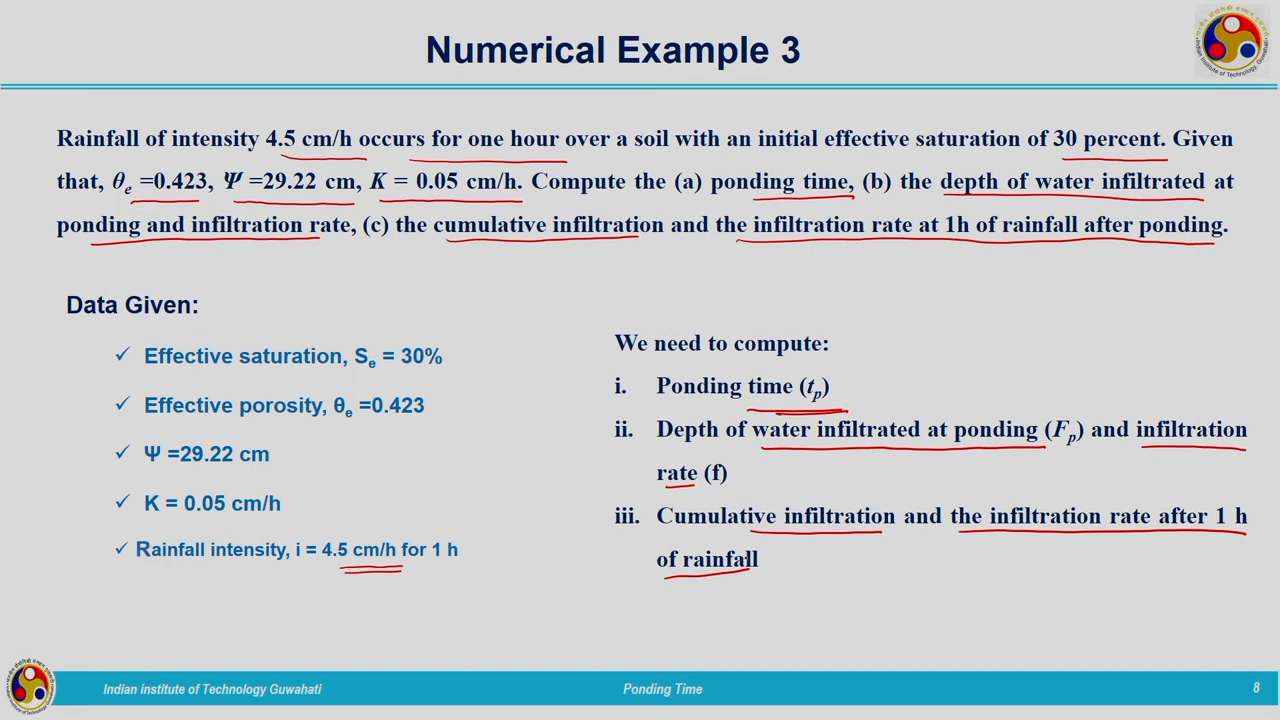 Numerical Example 3
Rainfall of intensity 4.5 cm/h occurs for one hour over a soil with an initial effective saturation of 30 percent. Given
that, θe =0.423, Ψ =29.22 cm, K = 0.05 cm/h. Compute the (a) ponding time, (b) the depth of water infiltrated at
ponding and infiltration rate, (c) the cumulative infiltration and the infiltration rate at 1h of rainfall after ponding.
Data Given:
✓ Effective saturation, Se = 30%
✓ Effective porosity, θe =0.423
✓ Ψ =29.22 cm
✓ K = 0.05 cm/h
✓ Rainfall intensity, i = 4.5 cm/h for 1 h
We need to compute:
i. Ponding time (tp)
ii. Depth of water infiltrated at ponding (Fp) and infiltration
rate (f)
iii. Cumulative infiltration and the infiltration rate after 1 h
of rainfall
Indian institute of Technology Guwahati
Ponding Time
8